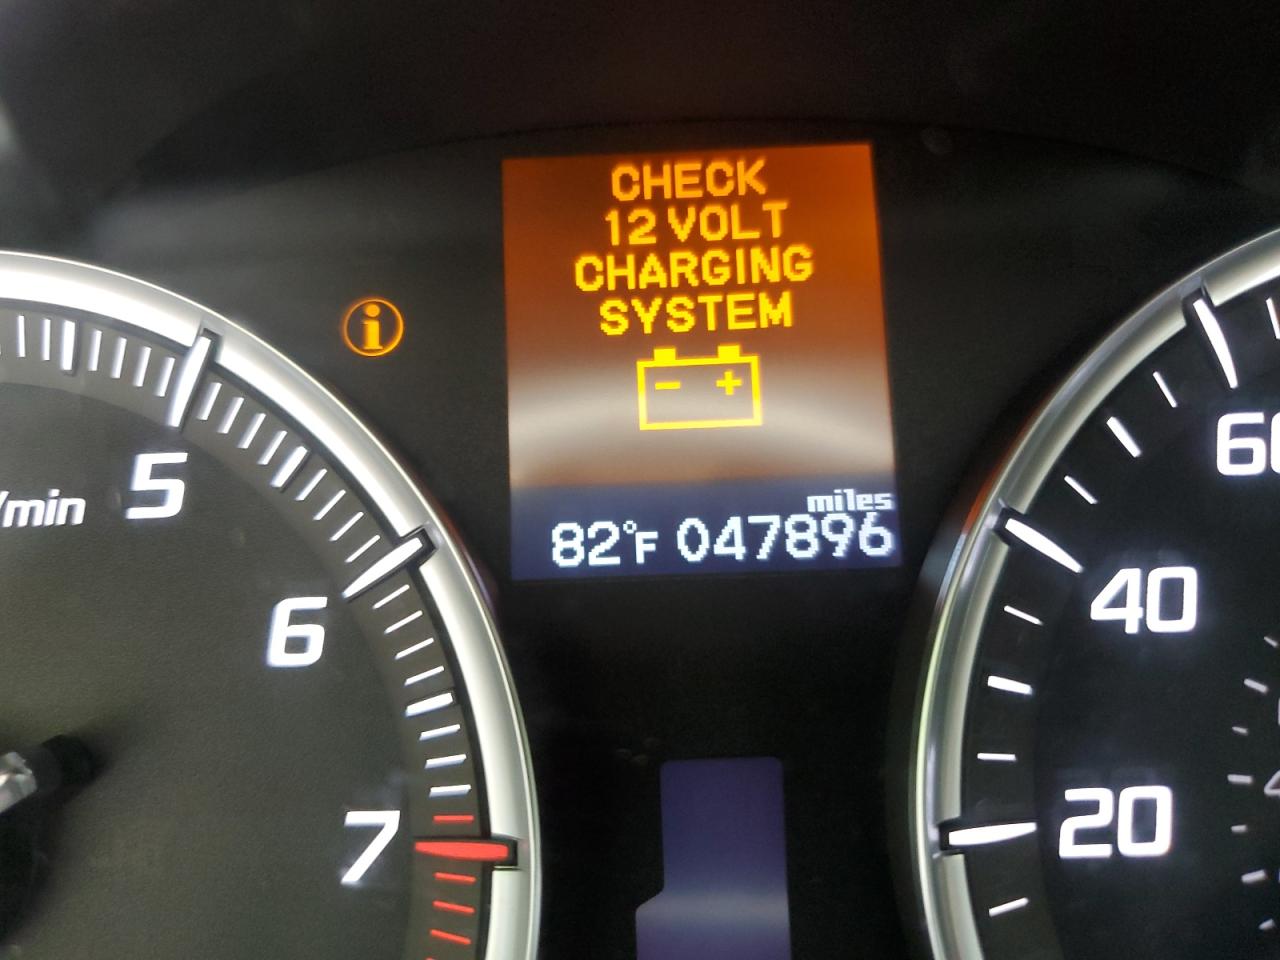 CHECK
12 VOLT
CHARGING
SYSTEM
- +
miles
82°F 047896
/min
5
6
7
60
40
20